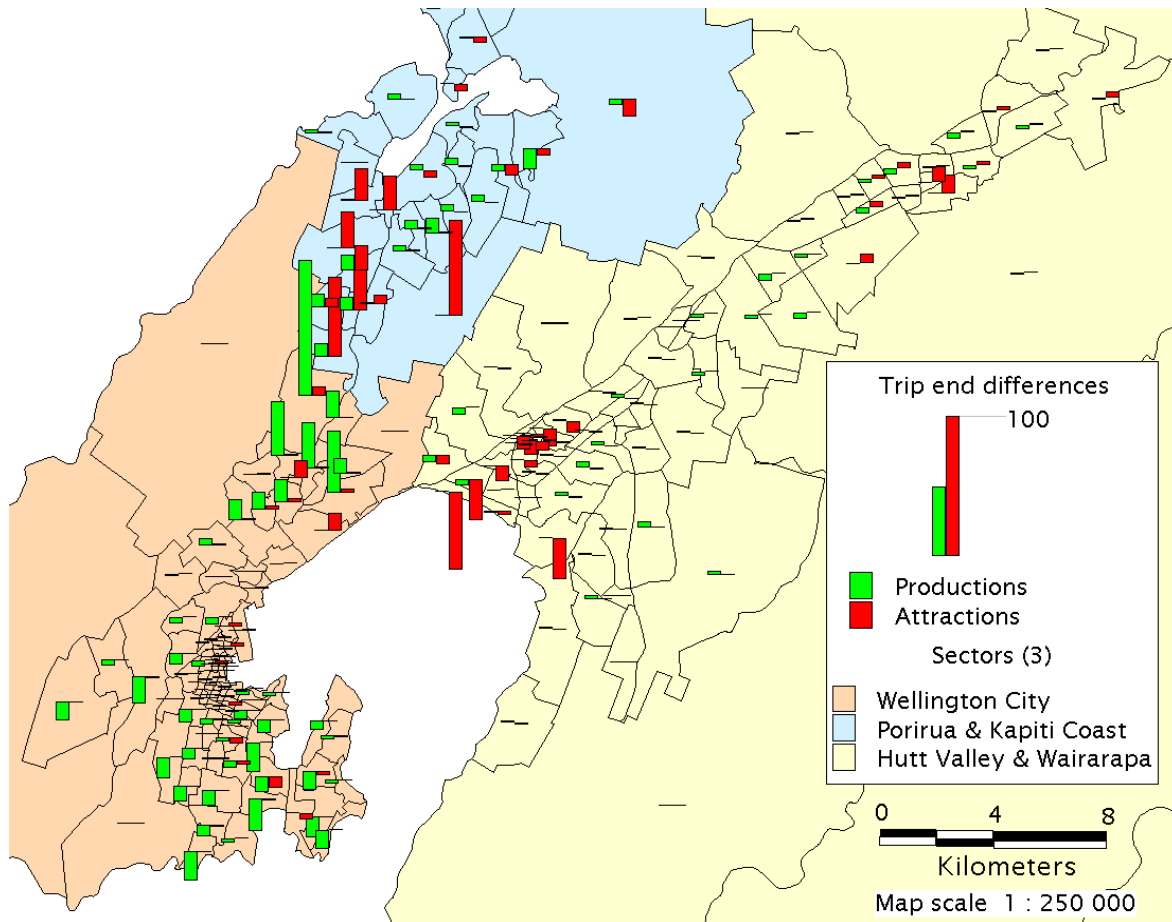 Trip end differences
100
Productions
Attractions
Sectors (3)
Wellington City
Porirua & Kapiti Coast
Hutt Valley & Wairarapa
0 4 8
Kilometers
Map scale 1 : 250 000